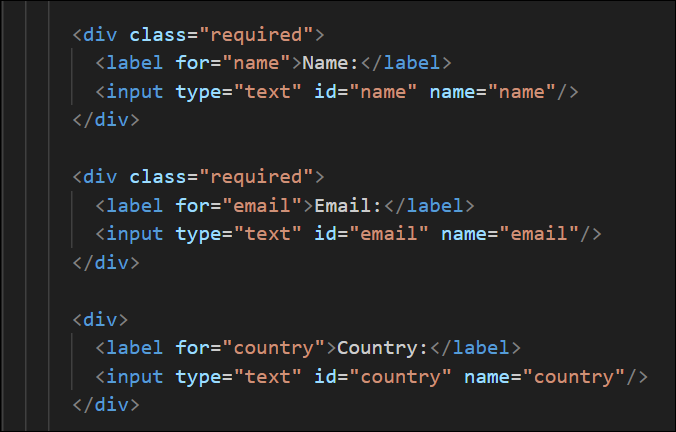 <div class="required">
<label for="name">Name:</label>
<input type="text" id="name" name="name"/>
</div>
<div class="required">
<label for="email">Email:</label>
<input type="text" id="email" name="email"/>
</div>
<div>
<label for="country">Country:</label>
<input type="text" id="country" name="country"/>
</div>